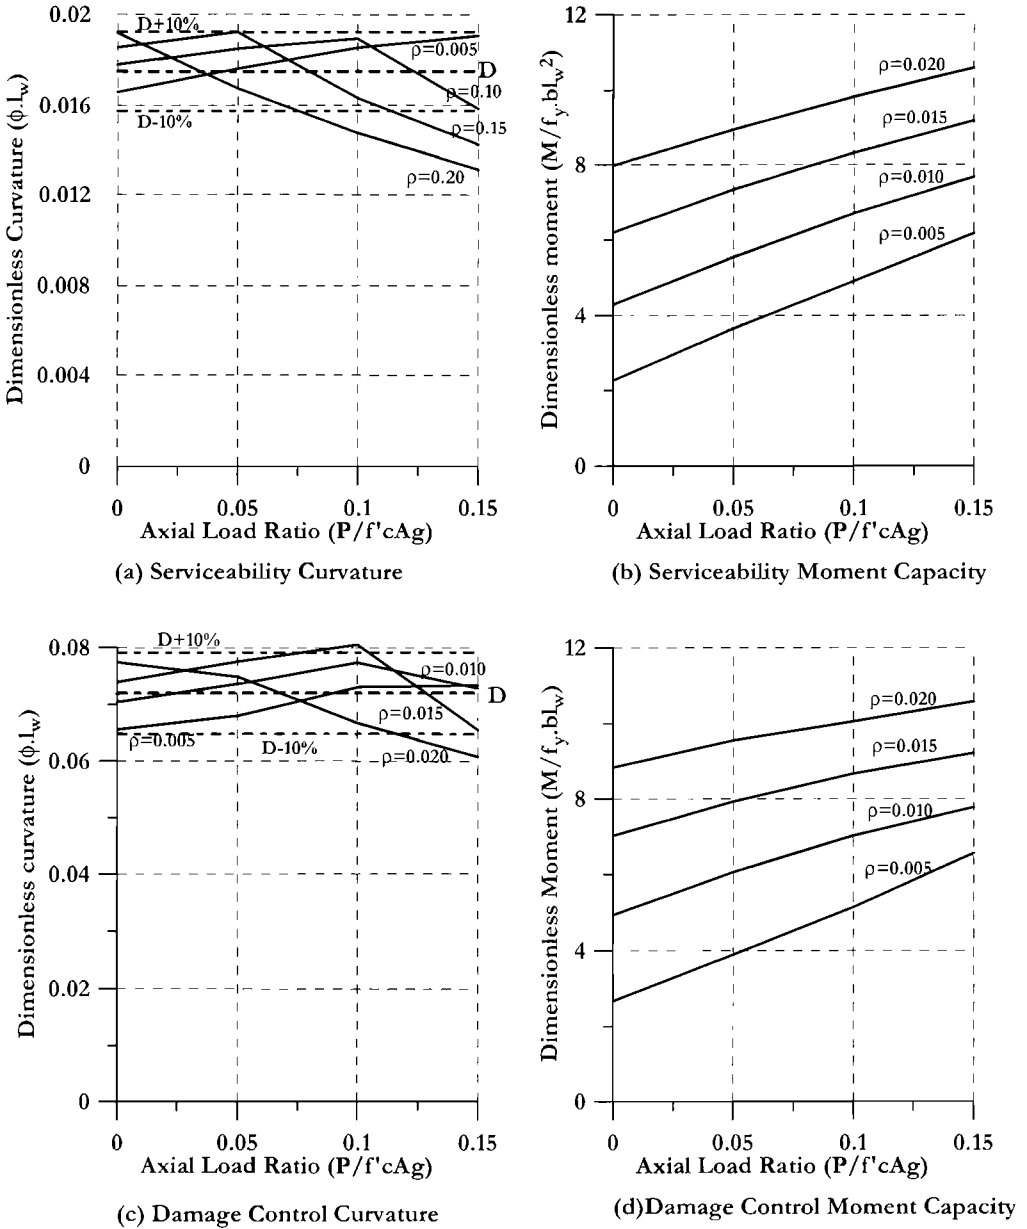 0.02
D+10%
ρ=0.005
D
0.016
ρ=0.10
D-10%
ρ=0.15
ρ=0.20
0.012
0.008
0.004
0
0 0.05 0.1 0.15
Dimensionless Curvature (ϕ.l_w)
Axial Load Ratio (P/f'cAg)
(a) Serviceability Curvature
12
ρ=0.020
ρ=0.015
8
ρ=0.010
ρ=0.005
4
0
0 0.05 0.1 0.15
Dimensionless moment (M/f_y.bl_w²)
Axial Load Ratio (P/f'cAg)
(b) Serviceability Moment Capacity
0.08
D+10%
ρ=0.010
D
ρ=0.015
ρ=0.005
D-10%
ρ=0.020
0.06
0.04
0.02
0
0 0.05 0.1 0.15
Dimensionless curvature (ϕ.l_w)
Axial Load Ratio (P/f'cAg)
(c) Damage Control Curvature
12
ρ=0.020
ρ=0.015
8
ρ=0.010
ρ=0.005
4
0
0 0.05 0.1 0.15
Dimensionless Moment (M/f_y.bl_w²)
Axial Load Ratio (P/f'cAg)
(d)Damage Control Moment Capacity